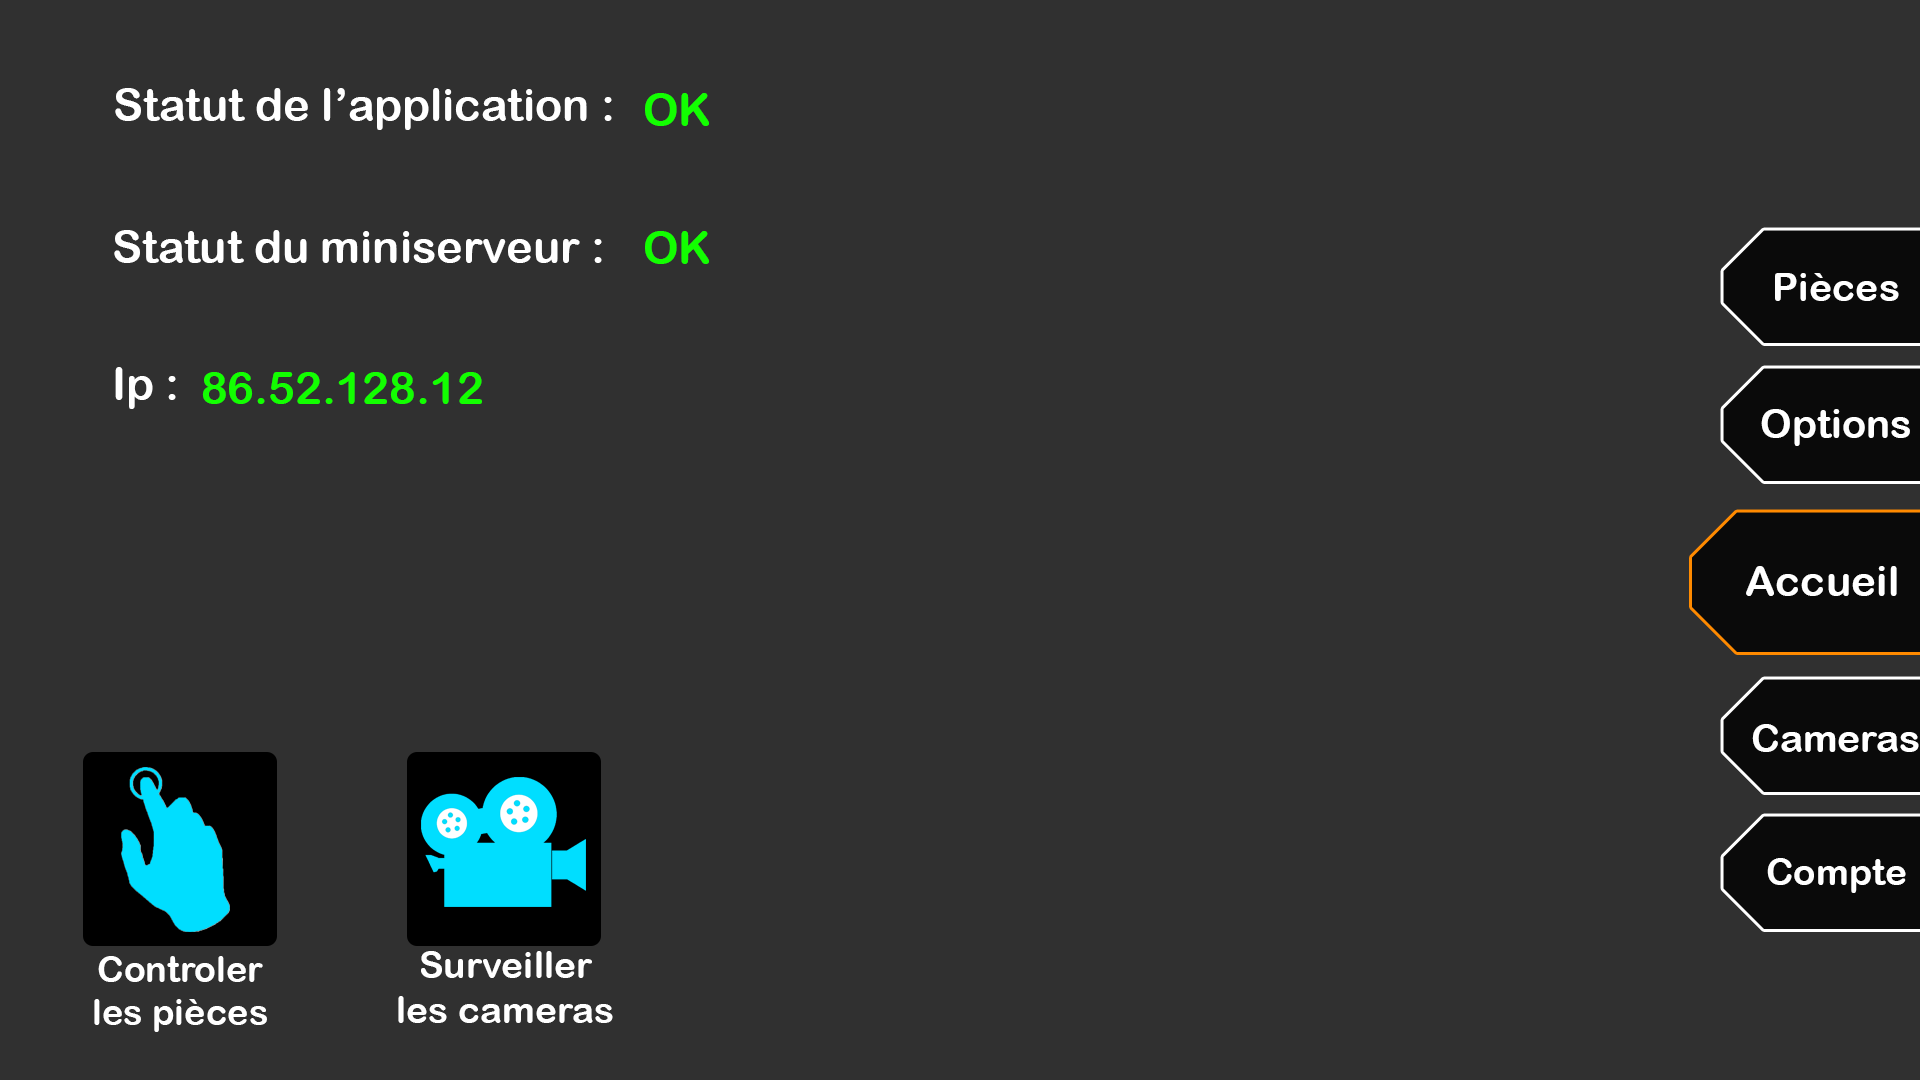 Statut de l’application : OK
Statut du miniserveur : OK
Ip : 86.52.128.12
Pièces
Options
Accueil
Cameras
Compte
Controler
les pièces
Surveiller
les cameras